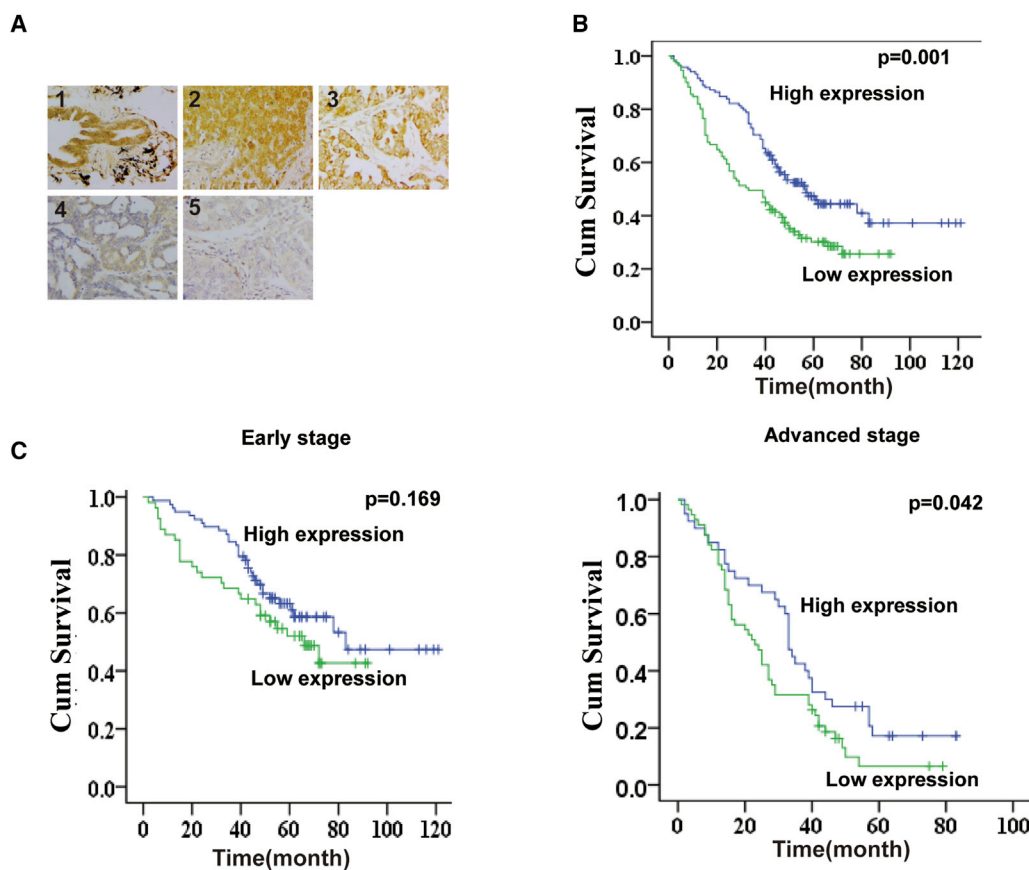 A
1
2
3
4
5
B
p=0.001
High expression
Low expression
Cum Survival
1.0
0.8
0.6
0.4
0.2
0.0
0 20 40 60 80 100 120
Time(month)
C
Early stage
p=0.169
High expression
Low expression
Cum Survival
1.0
0.8
0.6
0.4
0.2
0.0
0 20 40 60 80 100 120
Time(month)
Advanced stage
p=0.042
High expression
Low expression
Cum Survival
1.0
0.8
0.6
0.4
0.2
0.0
0 20 40 60 80 100
Time(month)